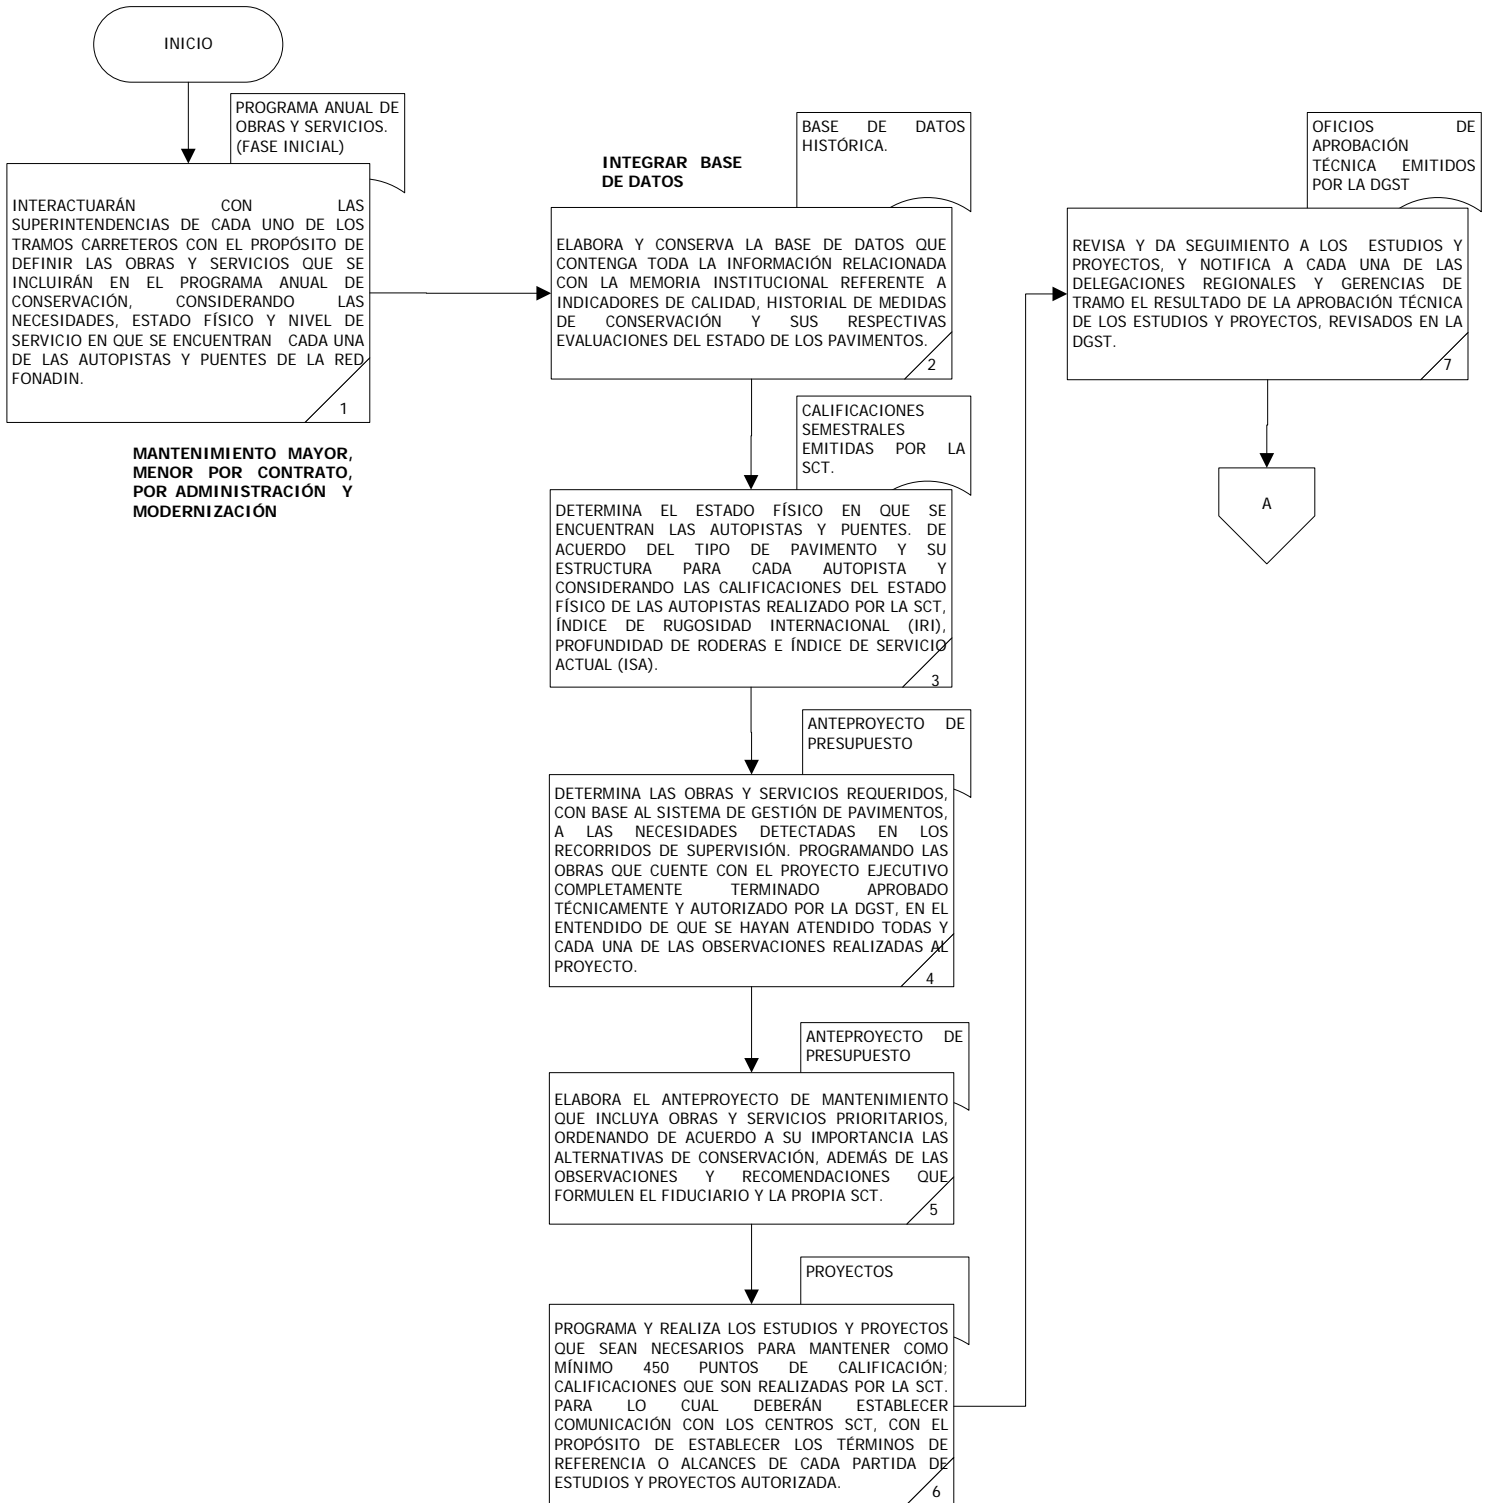 INICIO
PROGRAMA ANUAL DE
OBRAS Y SERVICIOS.
(FASE INICIAL)
INTERACTUARÁN CON LAS
SUPERINTENDENCIAS DE CADA UNO DE LOS
TRAMOS CARRETEROS CON EL PROPÓSITO DE
DEFINIR LAS OBRAS Y SERVICIOS QUE SE
INCLUIRÁN EN EL PROGRAMA ANUAL DE
CONSERVACIÓN, CONSIDERANDO LAS
NECESIDADES, ESTADO FÍSICO Y NIVEL DE
SERVICIO EN QUE SE ENCUENTRAN CADA UNA
DE LAS AUTOPISTAS Y PUENTES DE LA RED
FONADIN.
1
MANTENIMIENTO MAYOR,
MENOR POR CONTRATO,
POR ADMINISTRACIÓN Y
MODERNIZACIÓN
INTEGRAR BASE
DE DATOS
BASE DE DATOS
HISTÓRICA.
ELABORA Y CONSERVA LA BASE DE DATOS QUE
CONTENGA TODA LA INFORMACIÓN RELACIONADA
CON LA MEMORIA INSTITUCIONAL REFERENTE A
INDICADORES DE CALIDAD, HISTORIAL DE MEDIDAS
DE CONSERVACIÓN Y SUS RESPECTIVAS
EVALUACIONES DEL ESTADO DE LOS PAVIMENTOS.
2
CALIFICACIONES
SEMESTRALES
EMITIDAS POR LA
SCT.
DETERMINA EL ESTADO FÍSICO EN QUE SE
ENCUENTRAN LAS AUTOPISTAS Y PUENTES. DE
ACUERDO DEL TIPO DE PAVIMENTO Y SU
ESTRUCTURA PARA CADA AUTOPISTA Y
CONSIDERANDO LAS CALIFICACIONES DEL ESTADO
FÍSICO DE LAS AUTOPISTAS REALIZADO POR LA SCT,
ÍNDICE DE RUGOSIDAD INTERNACIONAL (IRI),
PROFUNDIDAD DE RODERAS E ÍNDICE DE SERVICIO
ACTUAL (ISA).
3
ANTEPROYECTO DE
PRESUPUESTO
DETERMINA LAS OBRAS Y SERVICIOS REQUERIDOS,
CON BASE AL SISTEMA DE GESTIÓN DE PAVIMENTOS,
A LAS NECESIDADES DETECTADAS EN LOS
RECORRIDOS DE SUPERVISIÓN. PROGRAMANDO LAS
OBRAS QUE CUENTE CON EL PROYECTO EJECUTIVO
COMPLETAMENTE TERMINADO APROBADO
TÉCNICAMENTE Y AUTORIZADO POR LA DGST, EN EL
ENTENDIDO DE QUE SE HAYAN ATENDIDO TODAS Y
CADA UNA DE LAS OBSERVACIONES REALIZADAS AL
PROYECTO.
4
ANTEPROYECTO DE
PRESUPUESTO
ELABORA EL ANTEPROYECTO DE MANTENIMIENTO
QUE INCLUYA OBRAS Y SERVICIOS PRIORITARIOS,
ORDENANDO DE ACUERDO A SU IMPORTANCIA LAS
ALTERNATIVAS DE CONSERVACIÓN, ADEMÁS DE LAS
OBSERVACIONES Y RECOMENDACIONES QUE
FORMULEN EL FIDUCIARIO Y LA PROPIA SCT.
5
PROYECTOS
PROGRAMA Y REALIZA LOS ESTUDIOS Y PROYECTOS
QUE SEAN NECESARIOS PARA MANTENER COMO
MÍNIMO 450 PUNTOS DE CALIFICACIÓN;
CALIFICACIONES QUE SON REALIZADAS POR LA SCT.
PARA LO CUAL DEBERÁN ESTABLECER
COMUNICACIÓN CON LOS CENTROS SCT, CON EL
PROPÓSITO DE ESTABLECER LOS TÉRMINOS DE
REFERENCIA O ALCANCES DE CADA PARTIDA DE
ESTUDIOS Y PROYECTOS AUTORIZADA.
6
OFICIOS DE
APROBACIÓN
TÉCNICA EMITIDOS
POR LA DGST
REVISA Y DA SEGUIMIENTO A LOS ESTUDIOS Y
PROYECTOS, Y NOTIFICA A CADA UNA DE LAS
DELEGACIONES REGIONALES Y GERENCIAS DE
TRAMO EL RESULTADO DE LA APROBACIÓN TÉCNICA
DE LOS ESTUDIOS Y PROYECTOS, REVISADOS EN LA
DGST.
7
A